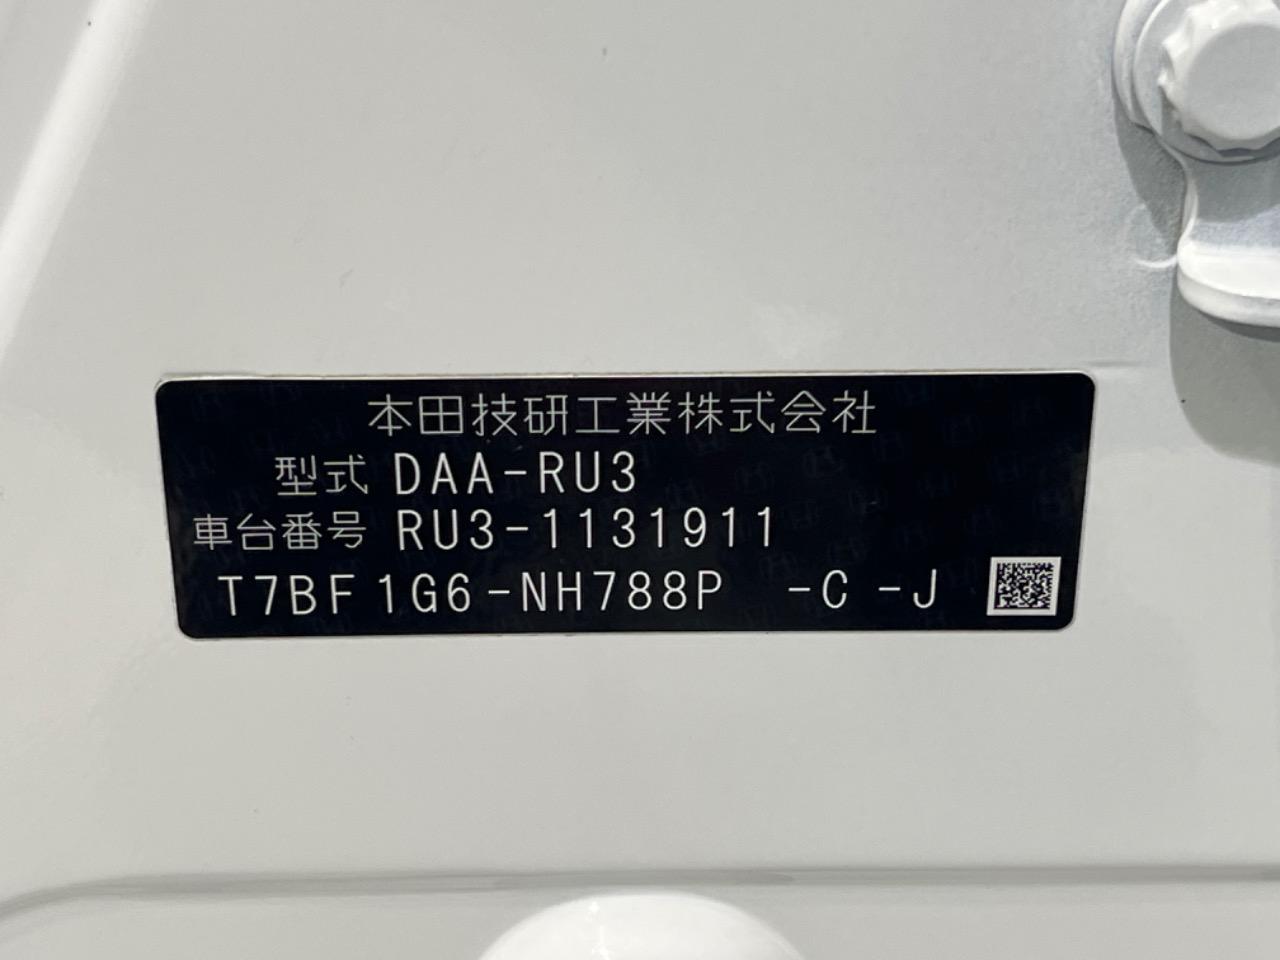 本田技研工業株式会社
型式 DAA-RU3
車台番号 RU3-1131911
T7BF1G6-NH788P -C -J